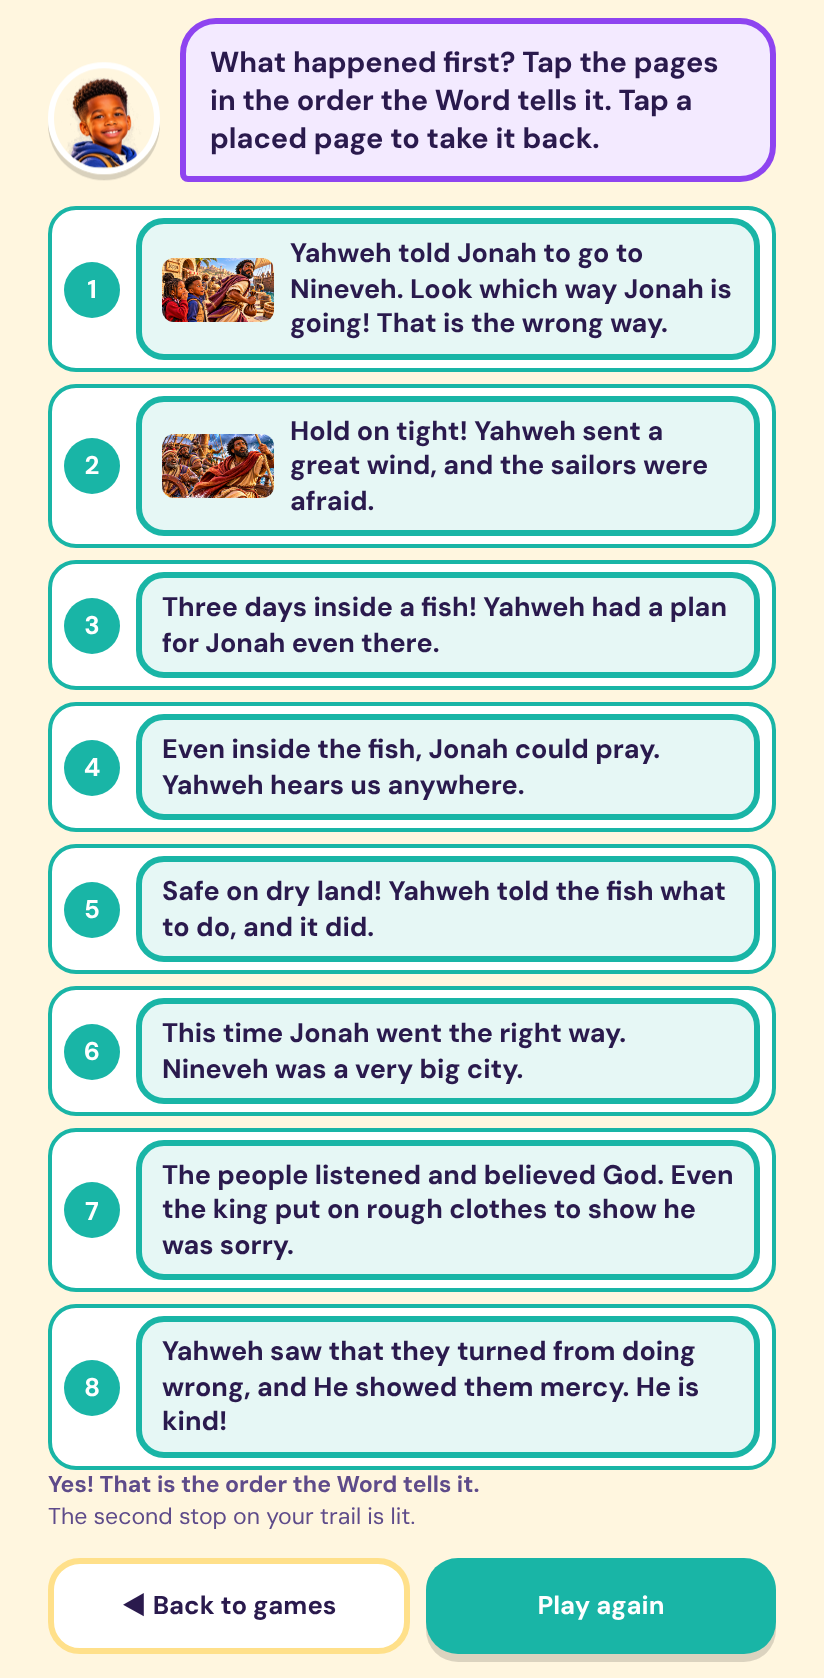 What happened first? Tap the pages
in the order the Word tells it. Tap a
placed page to take it back.
1
Yahweh told Jonah to go to
Nineveh. Look which way Jonah is
going! That is the wrong way.
2
Hold on tight! Yahweh sent a
great wind, and the sailors were
afraid.
3
Three days inside a fish! Yahweh had a plan
for Jonah even there.
4
Even inside the fish, Jonah could pray.
Yahweh hears us anywhere.
5
Safe on dry land! Yahweh told the fish what
to do, and it did.
6
This time Jonah went the right way.
Nineveh was a very big city.
7
The people listened and believed God. Even
the king put on rough clothes to show he
was sorry.
8
Yahweh saw that they turned from doing
wrong, and He showed them mercy. He is
kind!
Yes! That is the order the Word tells it.
The second stop on your trail is lit.
◀ Back to games
Play again